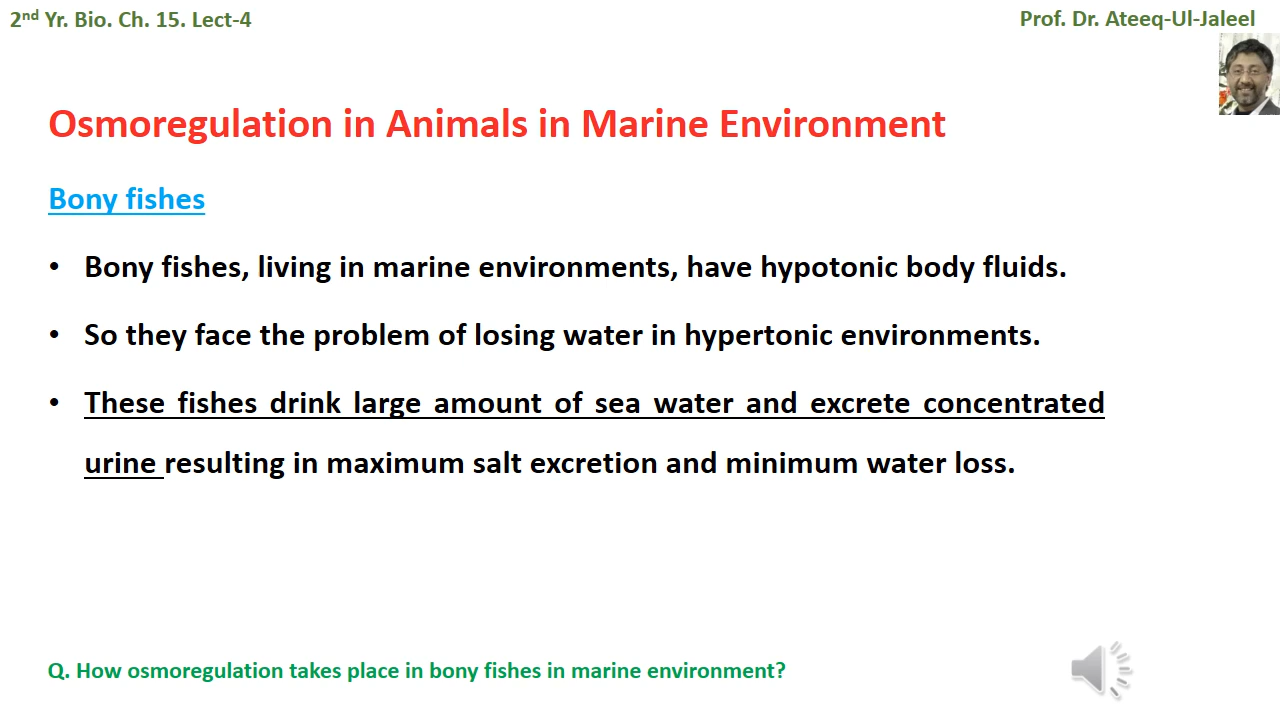 2nd Yr. Bio. Ch. 15. Lect-4
Prof. Dr. Ateeq-Ul-Jaleel
Osmoregulation in Animals in Marine Environment
Bony fishes
• Bony fishes, living in marine environments, have hypotonic body fluids.
• So they face the problem of losing water in hypertonic environments.
• These fishes drink large amount of sea water and excrete concentrated
urine resulting in maximum salt excretion and minimum water loss.
Q. How osmoregulation takes place in bony fishes in marine environment?